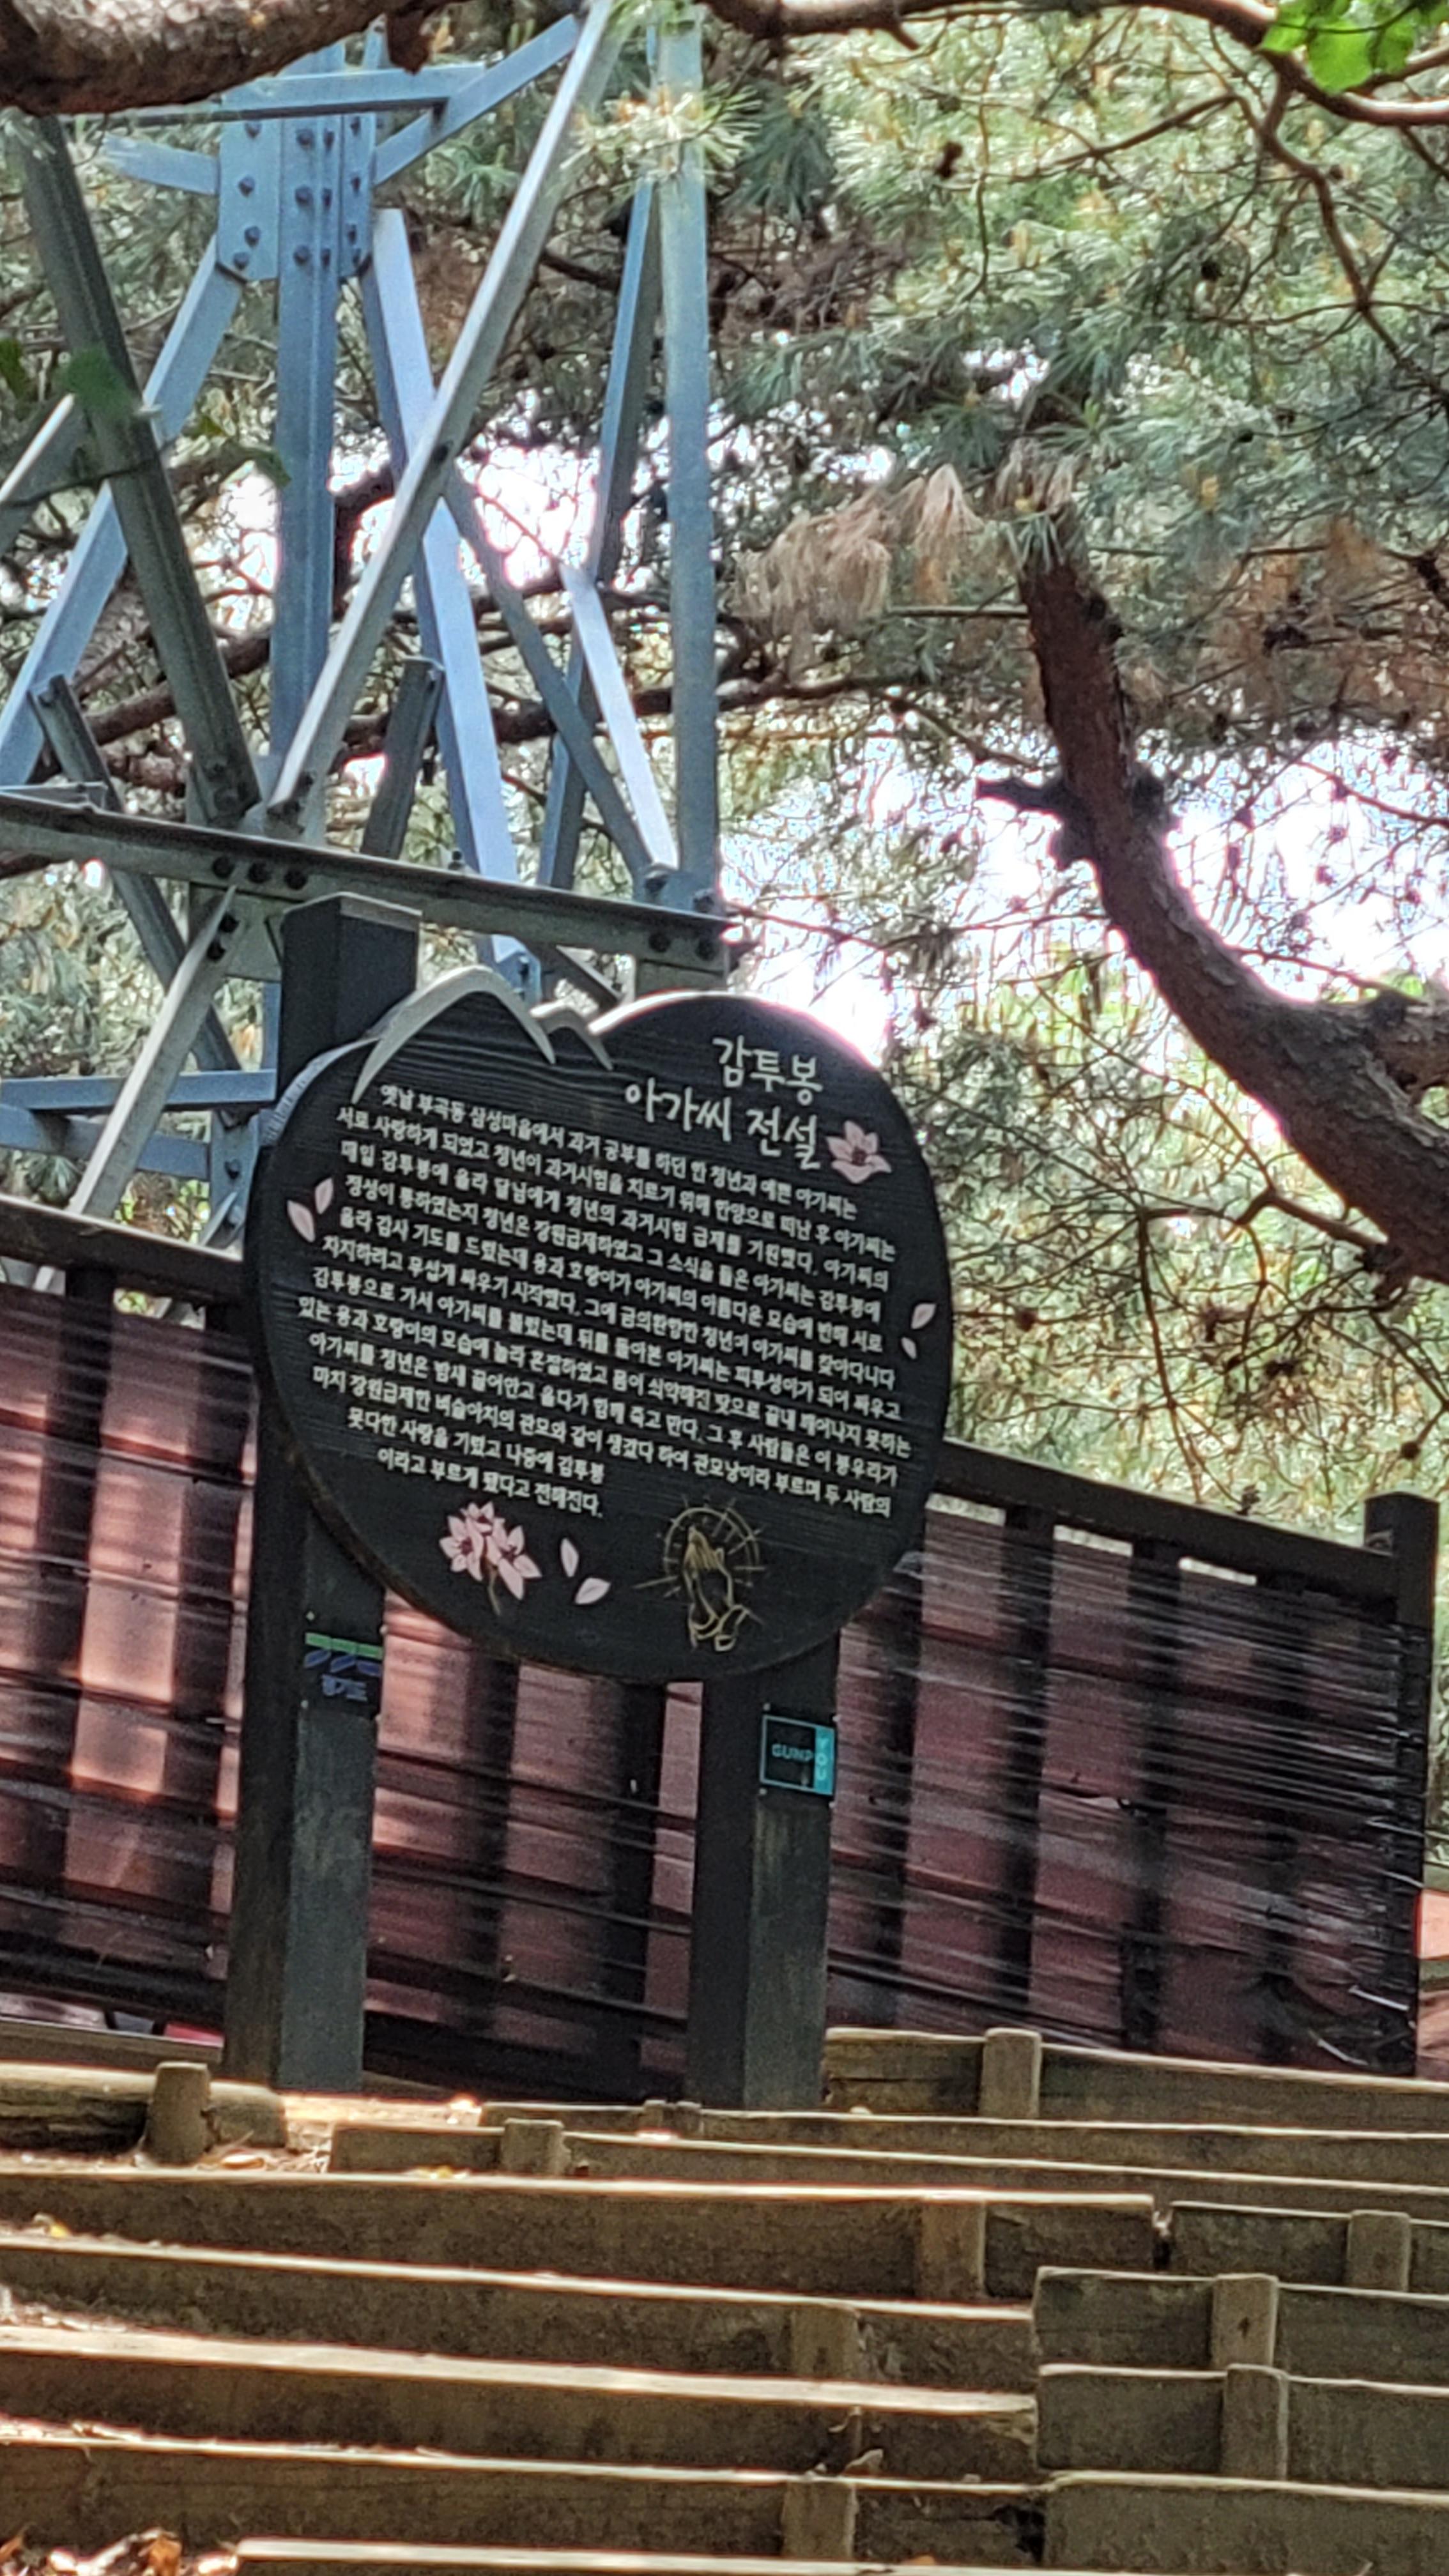 감투봉
아가씨 전설
옛날 부곡동 삼성마을에서 과거 공부를 하던 한 청년과 예쁜 아가씨는
서로 사랑하게 되었고 청년이 과거시험을 치르기 위해 한양으로 떠난 후 아가씨는
매일 감투봉에 올라 달님에게 청년의 과거시험 급제를 기원했다. 아가씨의
정성이 통하였는지 청년은 장원급제하였고 그 소식을 들은 아가씨는 감투봉에
올라 감사 기도를 드렸는데 용과 호랑이가 아가씨의 아름다운 모습에 반해 서로
차지하려고 무섭게 싸우기 시작했다. 그때 금의환향한 청년이 아가씨를 찾아다니다
감투봉으로 가서 아가씨를 불렀는데 뒤를 돌아본 아가씨는 피투성이가 되어 싸우고
있는 용과 호랑이의 모습에 놀라 혼절하였고 몸이 쇠약해진 탓으로 끝내 깨어나지 못하는
아가씨를 청년은 밤새 끌어안고 울다가 함께 죽고 만다. 그 후 사람들은 이 봉우리가
마치 장원급제한 벼슬아치의 관모와 같이 생겼다 하여 관모낭이라 부르며 두 사람의
못다한 사랑을 기렸고 나중에 감투봉
이라고 부르게 됐다고 전해진다.
경기도
GUNPO
YOU